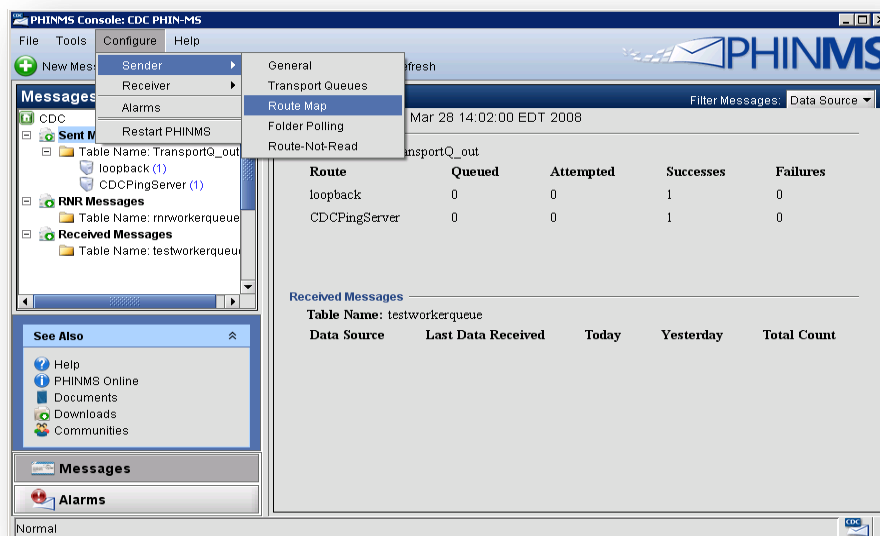 PHINMS Console: CDC PHIN-MS
File Tools Configure Help
PHINMS
New Mess
fresh
Sender
Receiver
Alarms
Restart PHINMS
General
Transport Queues
Route Map
Folder Polling
Route-Not-Read
Messages
Filter Messages: Data Source
CDC
Mar 28 14:02:00 EDT 2008
Sent M
Table Name: TransportQ_out
loopback (1)
CDCPingServer (1)
RNR Messages
Table Name: rnrworkerqueue
Received Messages
Table Name: testworkerqueu
ansportQ_out
Route Queued Attempted Successes Failures
loopback 0 0 1 0
CDCPingServer 0 0 1 0
Received Messages
Table Name: testworkerqueue
Data Source Last Data Received Today Yesterday Total Count
See Also
Help
PHINMS Online
Documents
Downloads
Communities
Messages
Alarms
Normal
CDC